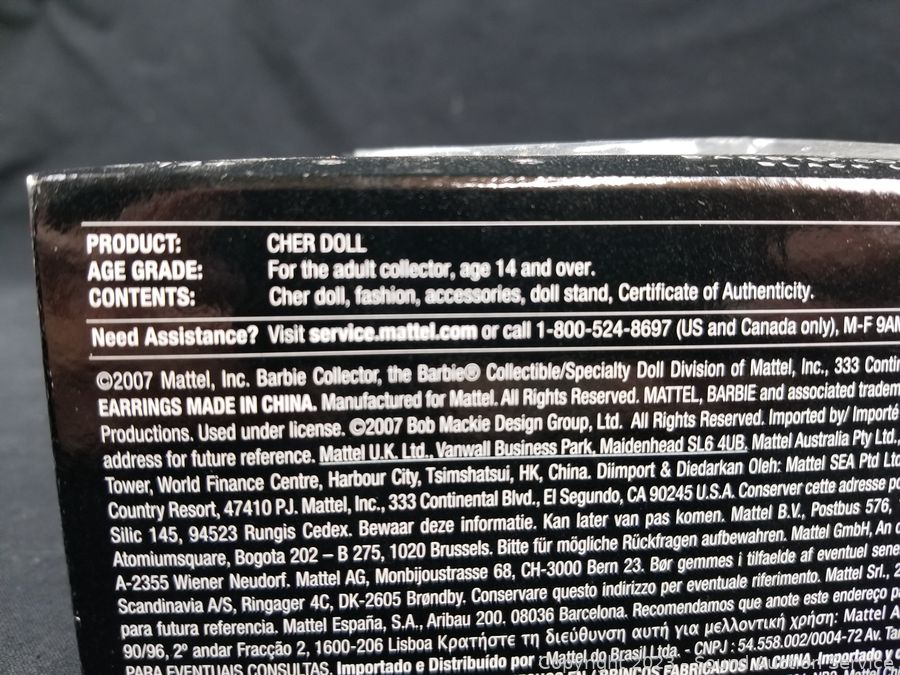 PRODUCT: CHER DOLL
AGE GRADE: For the adult collector, age 14 and over.
CONTENTS: Cher doll, fashion, accessories, doll stand, Certificate of Authenticity.
Need Assistance? Visit service.mattel.com or call 1-800-524-8697 (US and Canada only), M-F 9AM
©2007 Mattel, Inc. Barbie Collector, the Barbie® Collectible/Specialty Doll Division of Mattel, Inc., 333 Contin
EARRINGS MADE IN CHINA. Manufactured for Mattel. All Rights Reserved. MATTEL, BARBIE and associated tradem
Productions. Used under license. ©2007 Bob Mackie Design Group, Ltd. All Rights Reserved. Imported by/ Importé
address for future reference. Mattel U.K. Ltd., Vanwall Business Park, Maidenhead SL6 4UB. Mattel Australia Pty Ltd.,
Tower, World Finance Centre, Harbour City, Tsimshatsui, HK, China. Diimport & Diedarkan Oleh: Mattel SEA Ptd Ltd
Country Resort, 47410 PJ. Mattel, Inc., 333 Continental Blvd., El Segundo, CA 90245 U.S.A. Conserver cette adresse po
Silic 145, 94523 Rungis Cedex. Bewaar deze informatie. Kan later van pas komen. Mattel B.V., Postbus 576,
Atomiumsquare, Bogota 202 – B 275, 1020 Brussels. Bitte für mögliche Rückfragen aufbewahren. Mattel GmbH, An d
A-2355 Wiener Neudorf. Mattel AG, Monbijoustrasse 68, CH-3000 Bern 23. Bør gemmes i tilfælde af eventuel sene
Scandinavia A/S, Ringager 4C, DK-2605 Brøndby. Conservare questo indirizzo per eventuale riferimento. Mattel Srl., 2
para futura referencia. Mattel España, S.A., Aribau 200. 08036 Barcelona. Recomendamos que anote este endereço pa
90/96, 2º andar Fracção 2, 1600-206 Lisboa Κρατήστε τη διεύθυνση αυτή για μελλοντική χρήση: Mattel A
PARA EVENTUAIS CONSULTAS. Importado e Distribuído por : Mattel do Brasil Ltda. - CNPJ : 54.558.002/0004-72 Av. Ta
BRINCOS FABRICADOS NA CHINA. Importado y d
Copyright 2023 - Sound Auction Service